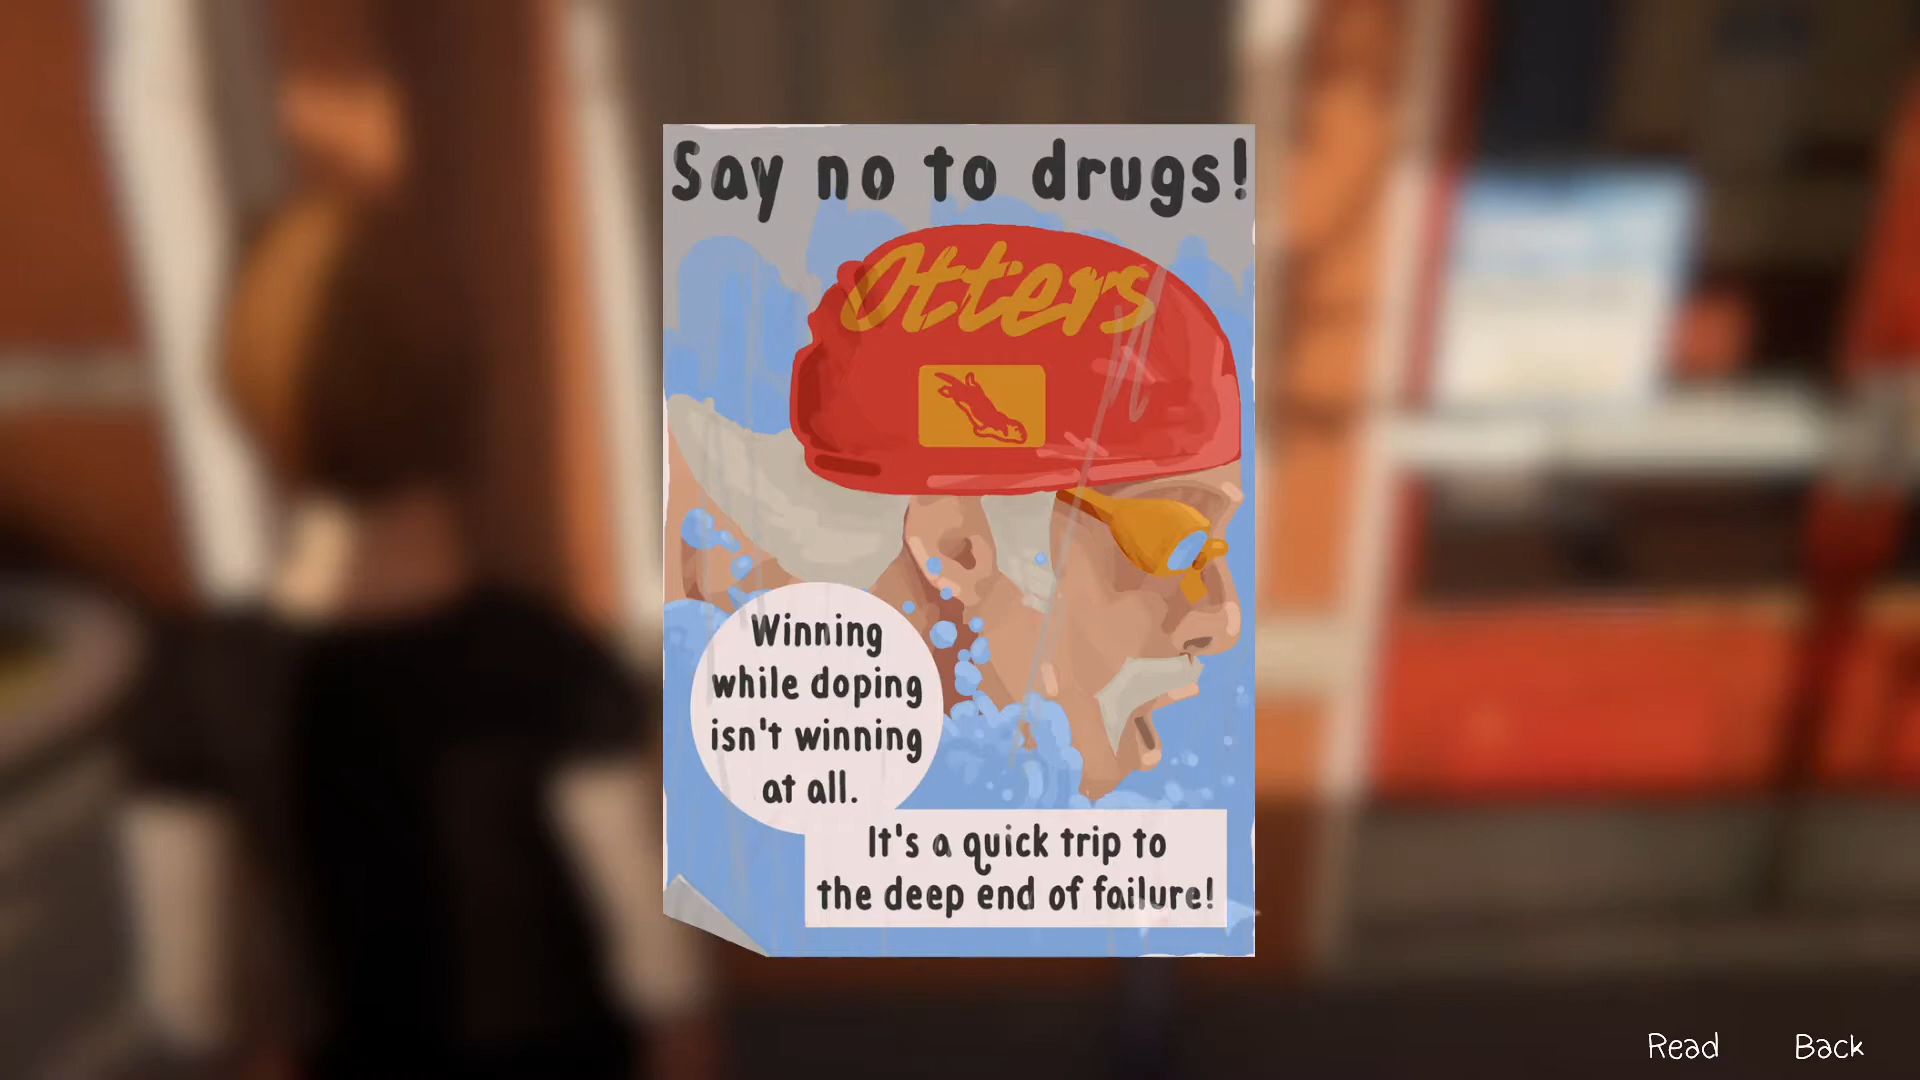 Say no to drugs!
Otters
Winning
while doping
isn't winning
at all.
It's a quick trip to
the deep end of failure!
Read
Back